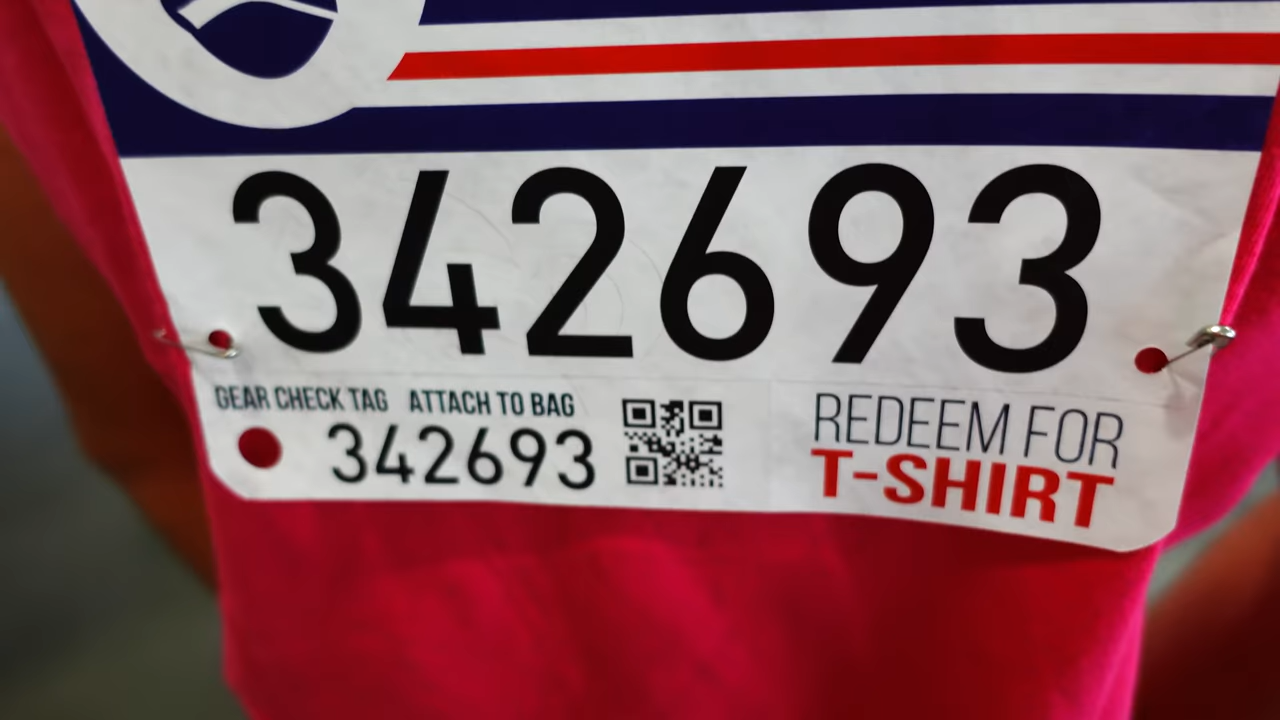 342693
GEAR CHECK TAG ATTACH TO BAG
342693
REDEEM FOR
T-SHIRT